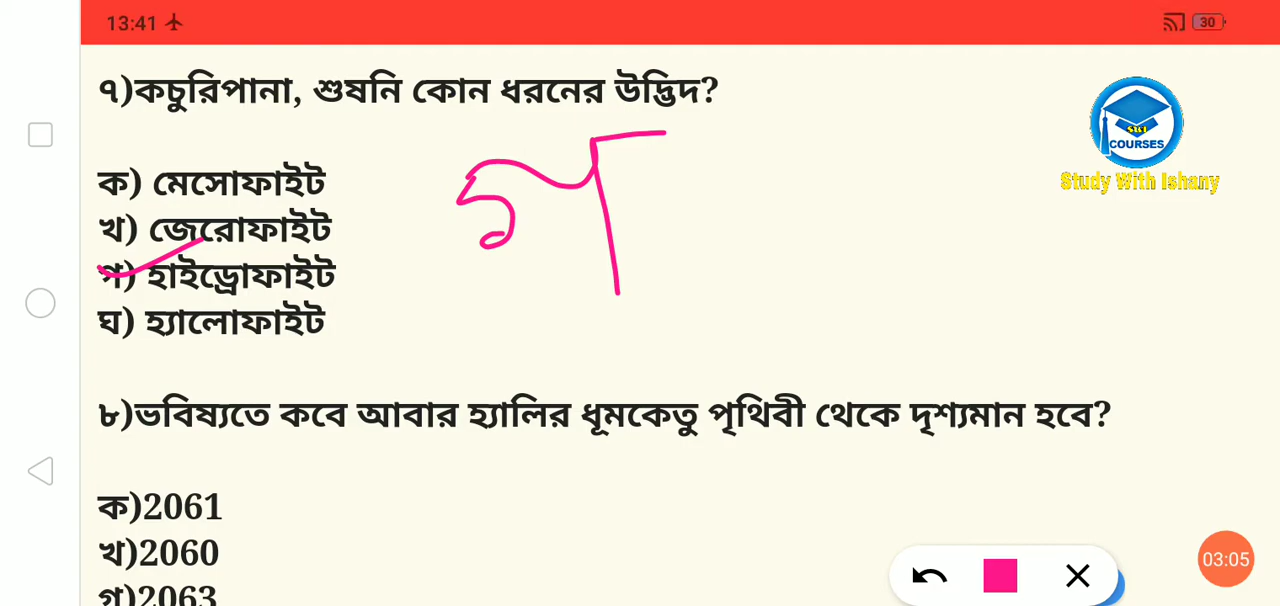 13:41
30
৭)কচুরিপানা, শুষনি কোন ধরনের উদ্ভিদ?
ক) মেসোফাইট
খ) জেরোফাইট
গ) হাইড্রোফাইট
ঘ) হ্যালোফাইট
COURSES
Study With Ishany
৮)ভবিষ্যতে কবে আবার হ্যালির ধূমকেতু পৃথিবী থেকে দৃশ্যমান হবে?
ক)2061
খ)2060
গ)2063
03:05